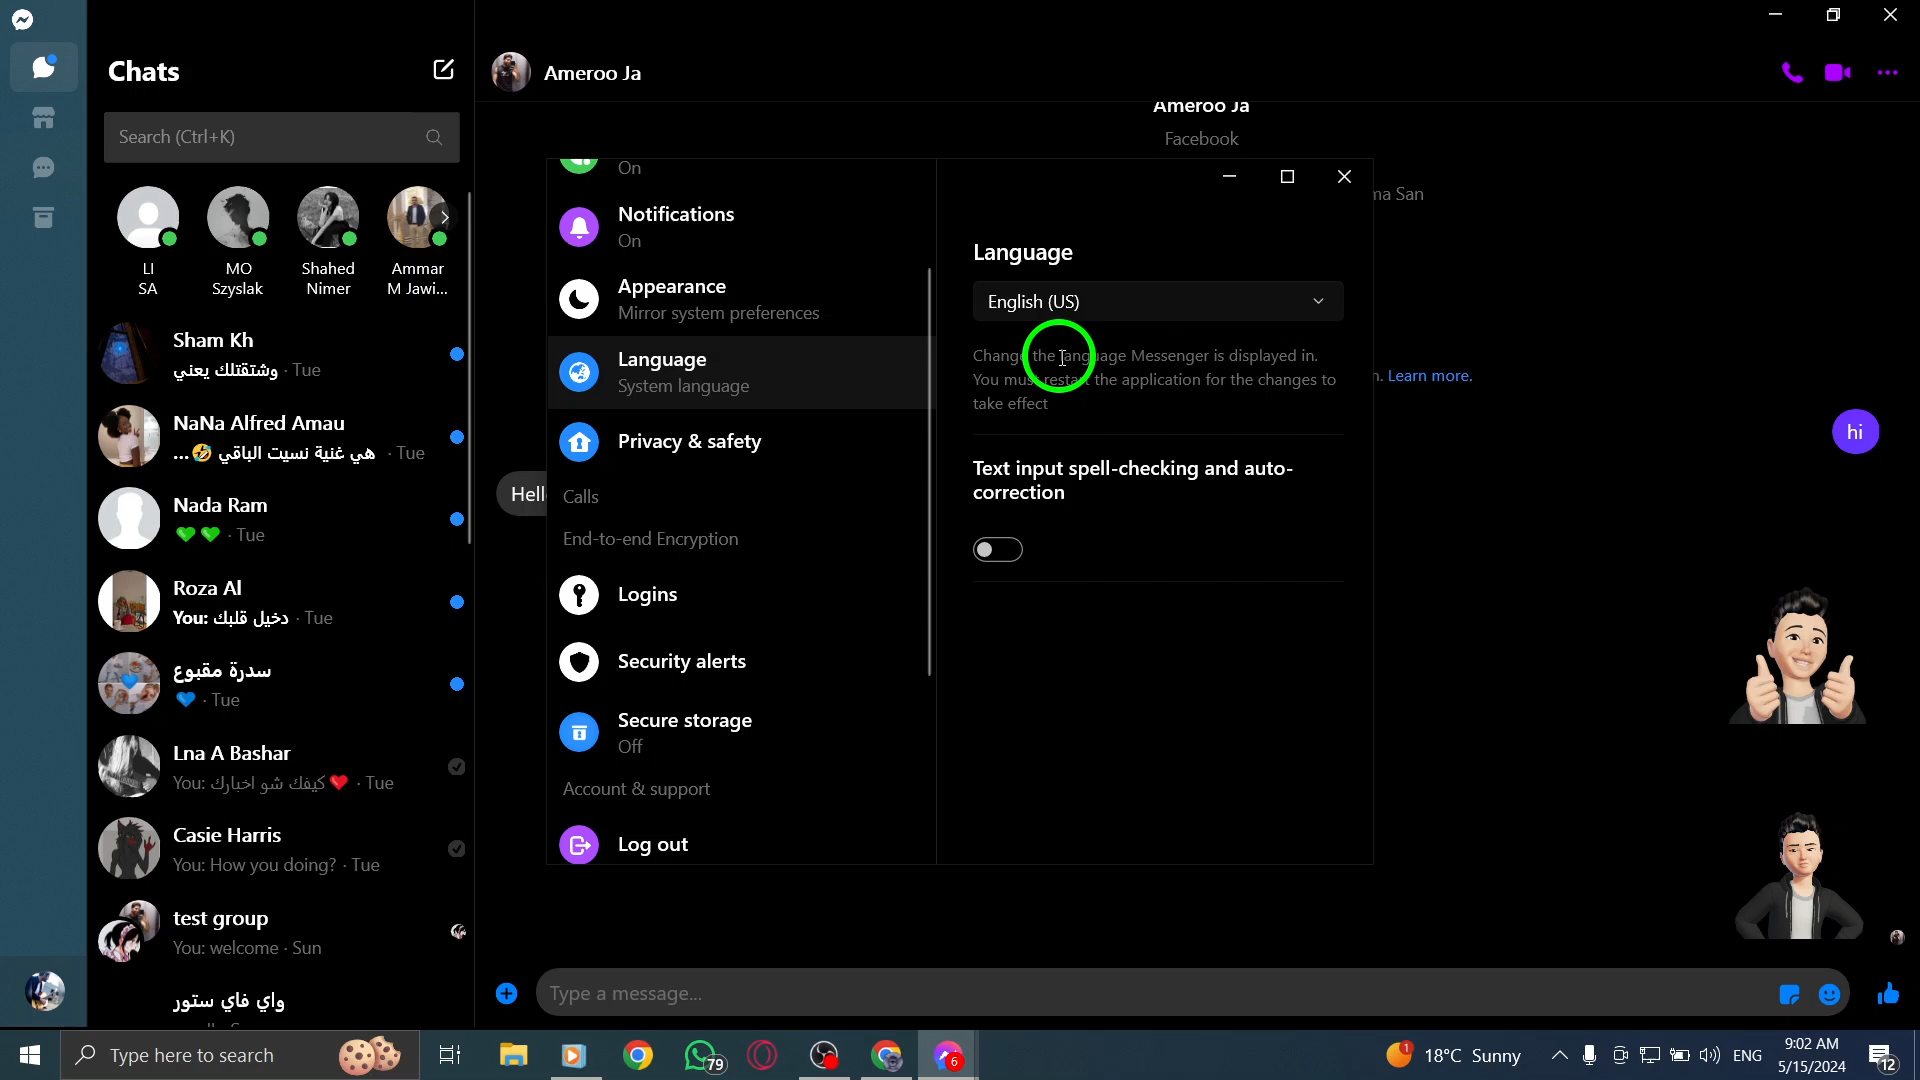 Chats
Search (Ctrl+K)
LI
SA
MO
Szyslak
Shahed
Nimer
Ammar
M Jawi...
Sham Kh
وشتقتلك يعني · Tue
NaNa Alfred Amau
هي غنية نسيت الباقي 🤣... · Tue
Nada Ram
💚 💚 · Tue
Roza Al
You: دخيل قلبك · Tue
سدرة مقبوع
💙 · Tue
Lna A Bashar
You: كيفك شو اخبارك ❤️ · Tue
Casie Harris
You: How you doing? · Tue
test group
You: welcome · Sun
واي فاي ستور
Ameroo Ja
Ameroo Ja
Facebook
ma San
n. Learn more.
hi
Hell
On
Notifications
On
Appearance
Mirror system preferences
Language
System language
Privacy & safety
Calls
End-to-end Encryption
Logins
Security alerts
Secure storage
Off
Account & support
Log out
Language
English (US)
Change the language Messenger is displayed in.
You must restart the application for the changes to
take effect
Text input spell-checking and auto-
correction
Type a message...
Type here to search
79
6
1
18°C Sunny
ENG
9:02 AM
5/15/2024
12